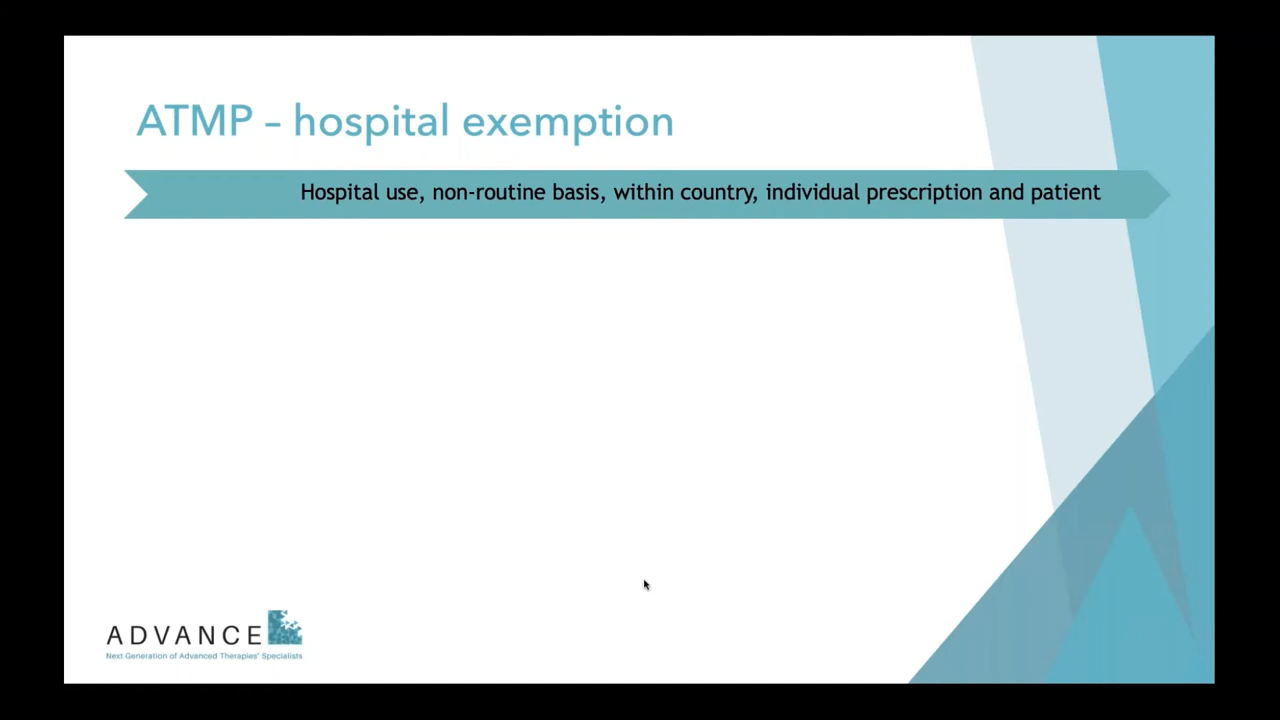 ATMP – hospital exemption
Hospital use, non-routine basis, within country, individual prescription and patient
ADVANCE
Next Generation of Advanced Therapies' Specialists